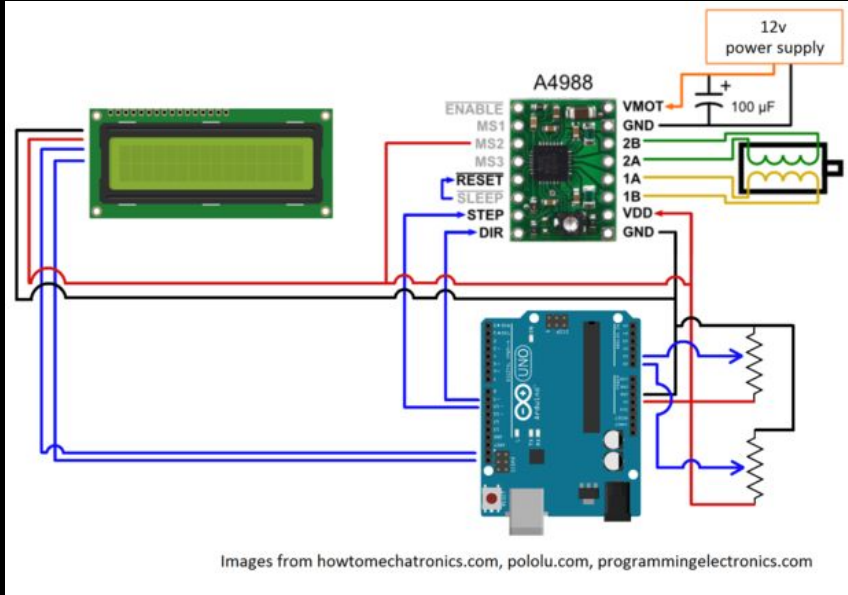 12v
power supply
A4988
ENABLE
MS1
MS2
MS3
RESET
SLEEP
STEP
DIR
VMOT
GND
2B
2A
1A
1B
VDD
GND
+
100 µF
UNO
Arduino
Images from howtomechatronics.com, pololu.com, programmingelectronics.com